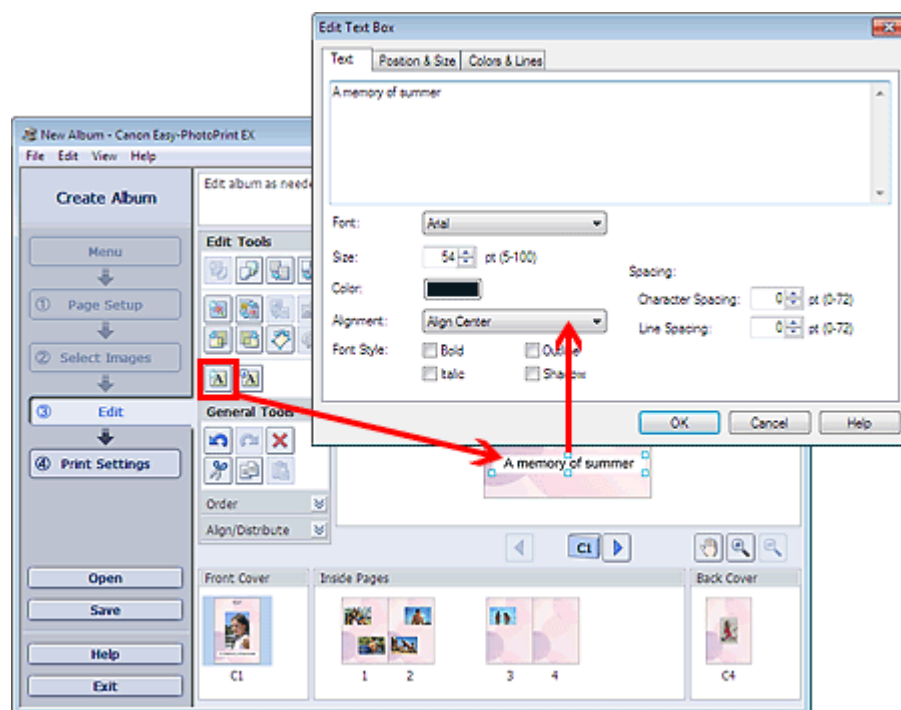 Edit Text Box
Text
Position & Size
Colors & Lines
A memory of summer
Font:
Arial
Size:
54
pt (5-100)
Color:
Alignment:
Align Center
Font Style:
Bold
Outline
Italic
Shadow
Spacing:
Character Spacing:
0
pt (0-72)
Line Spacing:
0
pt (0-72)
OK
Cancel
Help
New Album - Canon Easy-PhotoPrint EX
File Edit View Help
Create Album
Menu
① Page Setup
② Select Images
③ Edit
④ Print Settings
Open
Save
Help
Exit
Edit album as neede
Edit Tools
A
A
General Tools
Order
Align/Distribute
A memory of summer
C1
Front Cover
Inside Pages
Back Cover
C1
1
2
3
4
C4